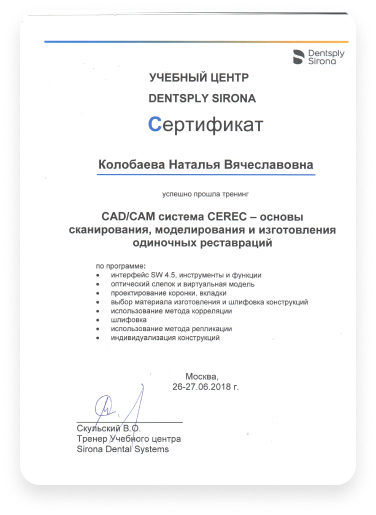 Dentsply
Sirona
УЧЕБНЫЙ ЦЕНТР
DENTSPLY SIRONA
Сертификат
Колобаева Наталья Вячеславовна
успешно прошла тренинг
CAD/CAM система CEREC – основы
сканирования, моделирования и изготовления
одиночных реставраций
по программе:
• интерфейс SW 4.5, инструменты и функции
• оптический слепок и виртуальная модель
• проектирование коронки, вкладки
• выбор материала изготовления и шлифовка конструкций
• использование метода корреляции
• шлифовка
• использование метода репликации
• индивидуализация конструкций
Москва,
26-27.06.2018 г.
Скульский В.О.
Тренер Учебного центра
Sirona Dental Systems